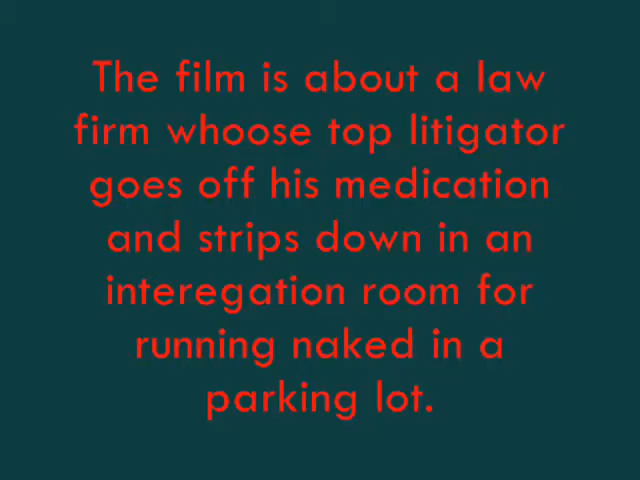 The film is about a law
firm whoose top litigator
goes off his medication
and strips down in an
interegation room for
running naked in a
parking lot.